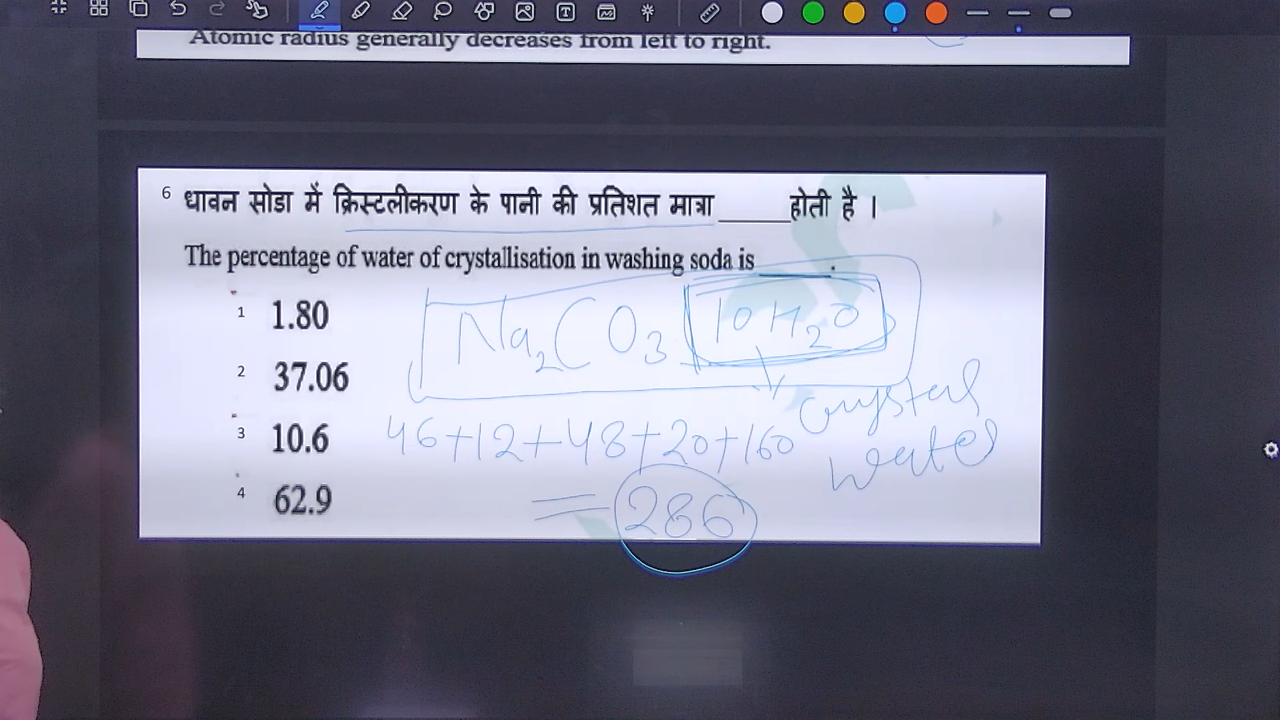 Atomic radius generally decreases from left to right.
6 धावन सोडा में क्रिस्टलीकरण के पानी की प्रतिशत मात्रा _____ होती है ।
The percentage of water of crystallisation in washing soda is _____.
1 1.80
Na₂CO₃ 10H₂O
2 37.06
crystal
water
3 10.6
46+12+48+20+160
4 62.9
= 286